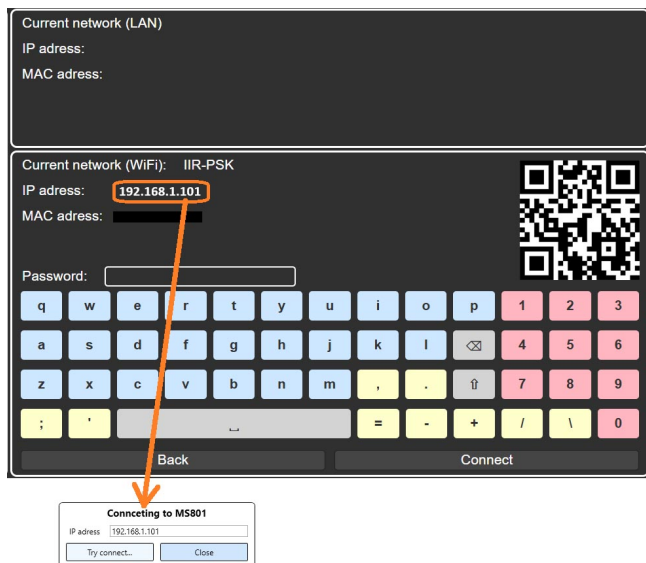 Current network (LAN)
IP adress:
MAC adress:
Current network (WiFi): IIR-PSK
IP adress: 192.168.1.101
MAC adress:
Password:
q w e r t y u i o p 1 2 3
a s d f g h j k l ⌫ 4 5 6
z x c v b n m , . ⇧ 7 8 9
; ' ⎵ = - + / \ 0
Back Connect
Connceting to MS801
IP adress 192.168.1.101
Try connect... Close